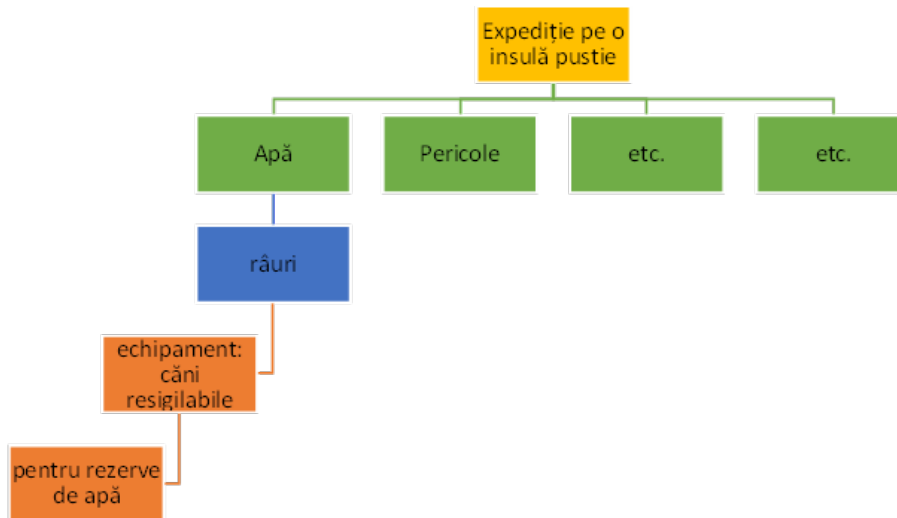 Expediție pe o
insulă pustie
Apă
Pericole
etc.
etc.
râuri
echipament:
căni
resigilabile
pentru rezerve
de apă